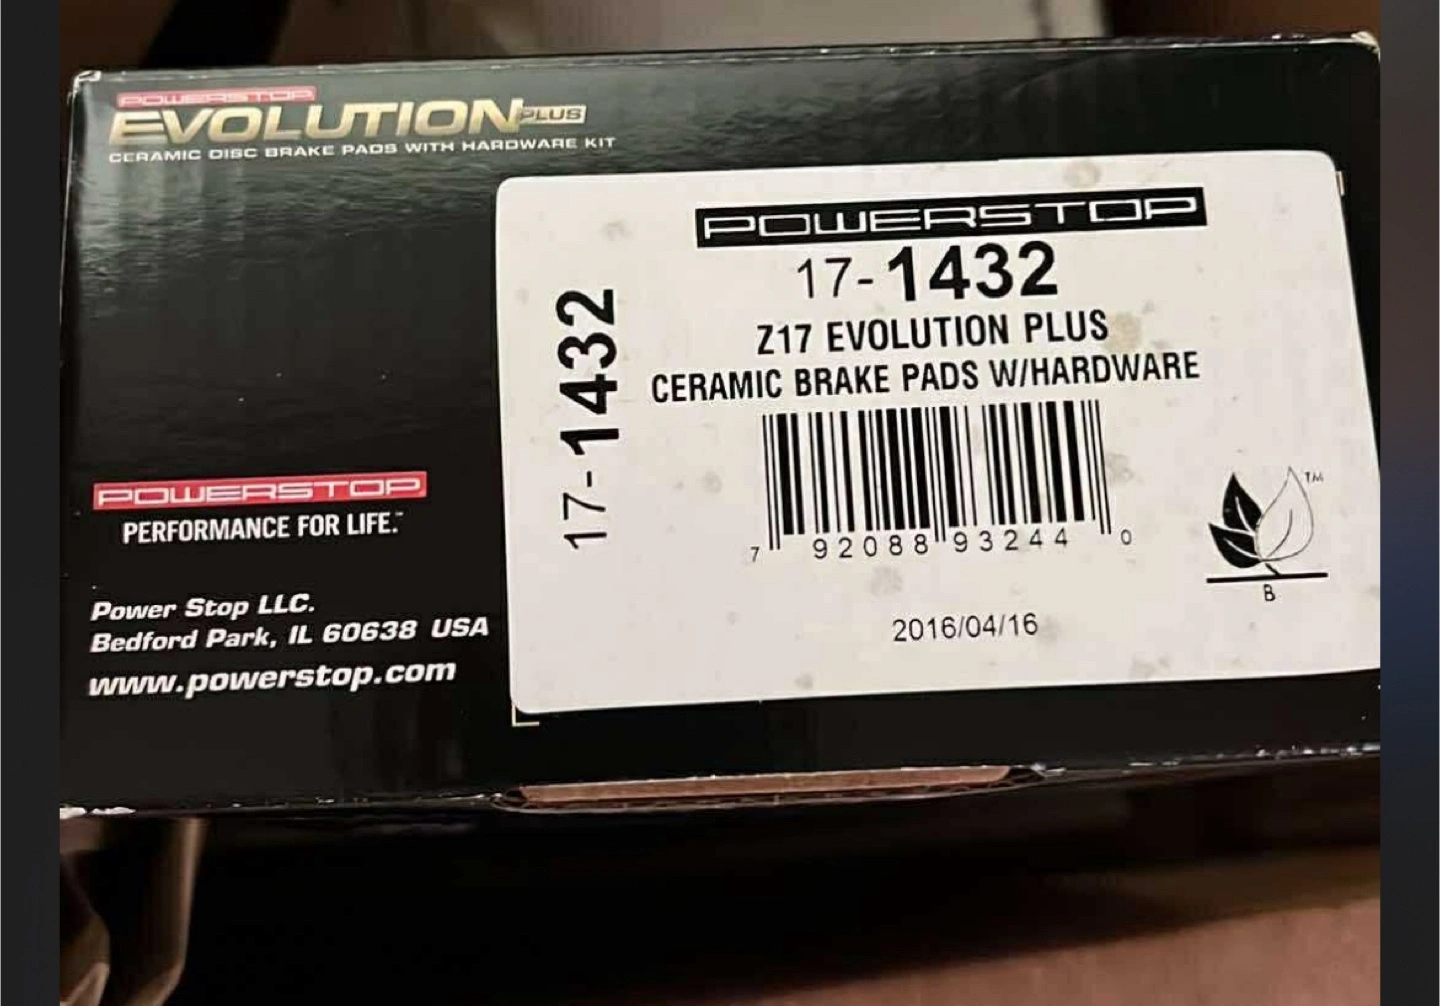 POWERSTOP
EVOLUTION PLUS
CERAMIC DISC BRAKE PADS WITH HARDWARE KIT
POWERSTOP
PERFORMANCE FOR LIFE.™
Power Stop LLC.
Bedford Park, IL 60638 USA
www.powerstop.com
17-1432
POWERSTOP
17-1432
Z17 EVOLUTION PLUS
CERAMIC BRAKE PADS W/HARDWARE
7 92088 93244 0
2016/04/16
TM
B